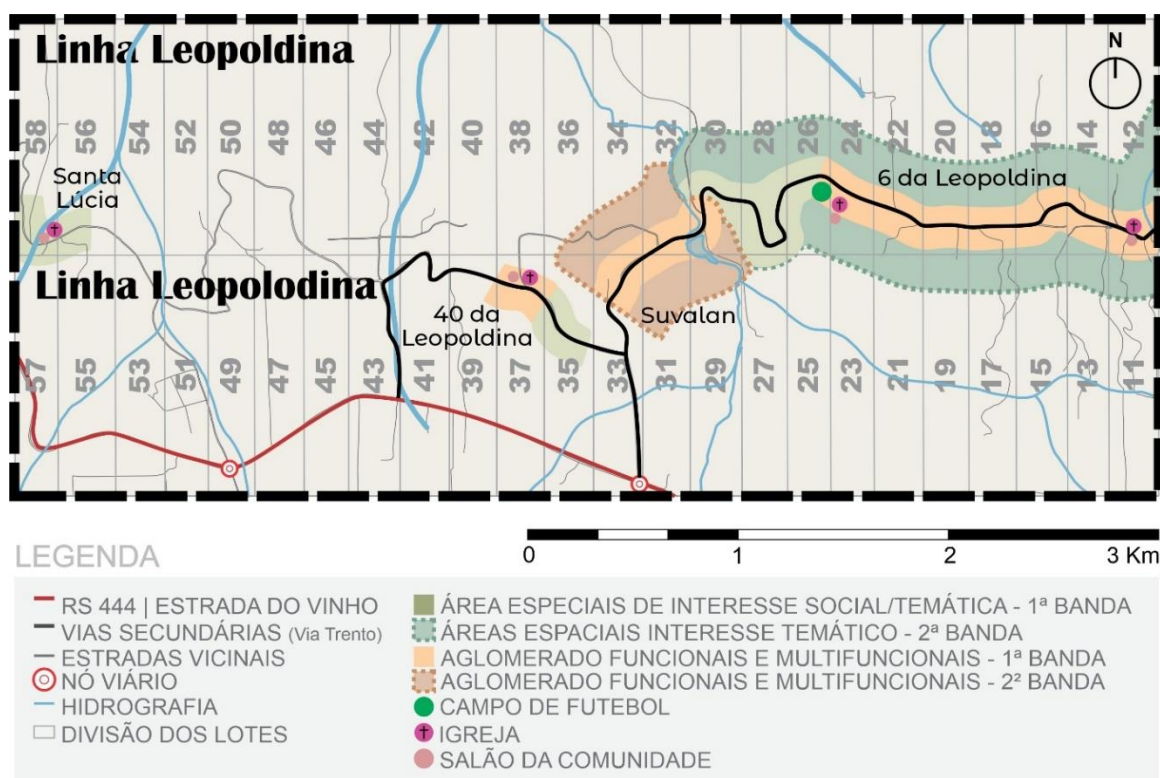 Linha Leopoldina
N
58 56 54 52 50 48 46 44 42 40 38 36 34 32 30 28 26 24 22 20 18 16 14 12
Santa
Lúcia
6 da Leopoldina
Linha Leopolodina
40 da
Leopoldina
Suvalan
57 55 53 51 49 47 45 43 41 39 37 35 33 31 29 27 25 23 21 19 17 15 13 11
LEGENDA
0 1 2 3 Km
RS 444 | ESTRADA DO VINHO
VIAS SECUNDÁRIAS (Via Trento)
ESTRADAS VICINAIS
NÓ VIÁRIO
HIDROGRAFIA
DIVISÃO DOS LOTES
ÁREA ESPECIAIS DE INTERESSE SOCIAL/TEMÁTICA - 1ª BANDA
ÁREAS ESPACIAIS INTERESSE TEMÁTICO - 2ª BANDA
AGLOMERADO FUNCIONAIS E MULTIFUNCIONAIS - 1ª BANDA
AGLOMERADO FUNCIONAIS E MULTIFUNCIONAIS - 2² BANDA
CAMPO DE FUTEBOL
IGREJA
SALÃO DA COMUNIDADE